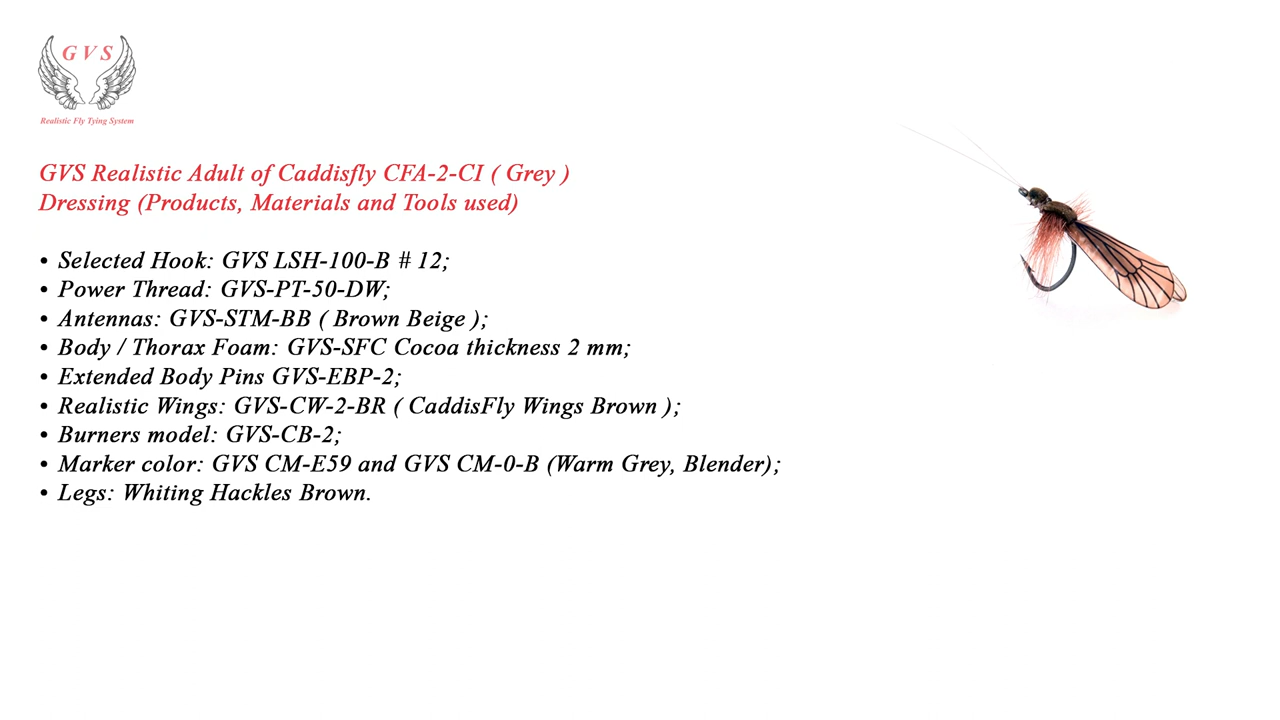 G V S
Realistic Fly Tying System
GVS Realistic Adult of Caddisfly CFA-2-CI ( Grey )
Dressing (Products, Materials and Tools used)
• Selected Hook: GVS LSH-100-B # 12;
• Power Thread: GVS-PT-50-DW;
• Antennas: GVS-STM-BB ( Brown Beige );
• Body / Thorax Foam: GVS-SFC Cocoa thickness 2 mm;
• Extended Body Pins GVS-EBP-2;
• Realistic Wings: GVS-CW-2-BR ( CaddisFly Wings Brown );
• Burners model: GVS-CB-2;
• Marker color: GVS CM-E59 and GVS CM-0-B (Warm Grey, Blender);
• Legs: Whiting Hackles Brown.